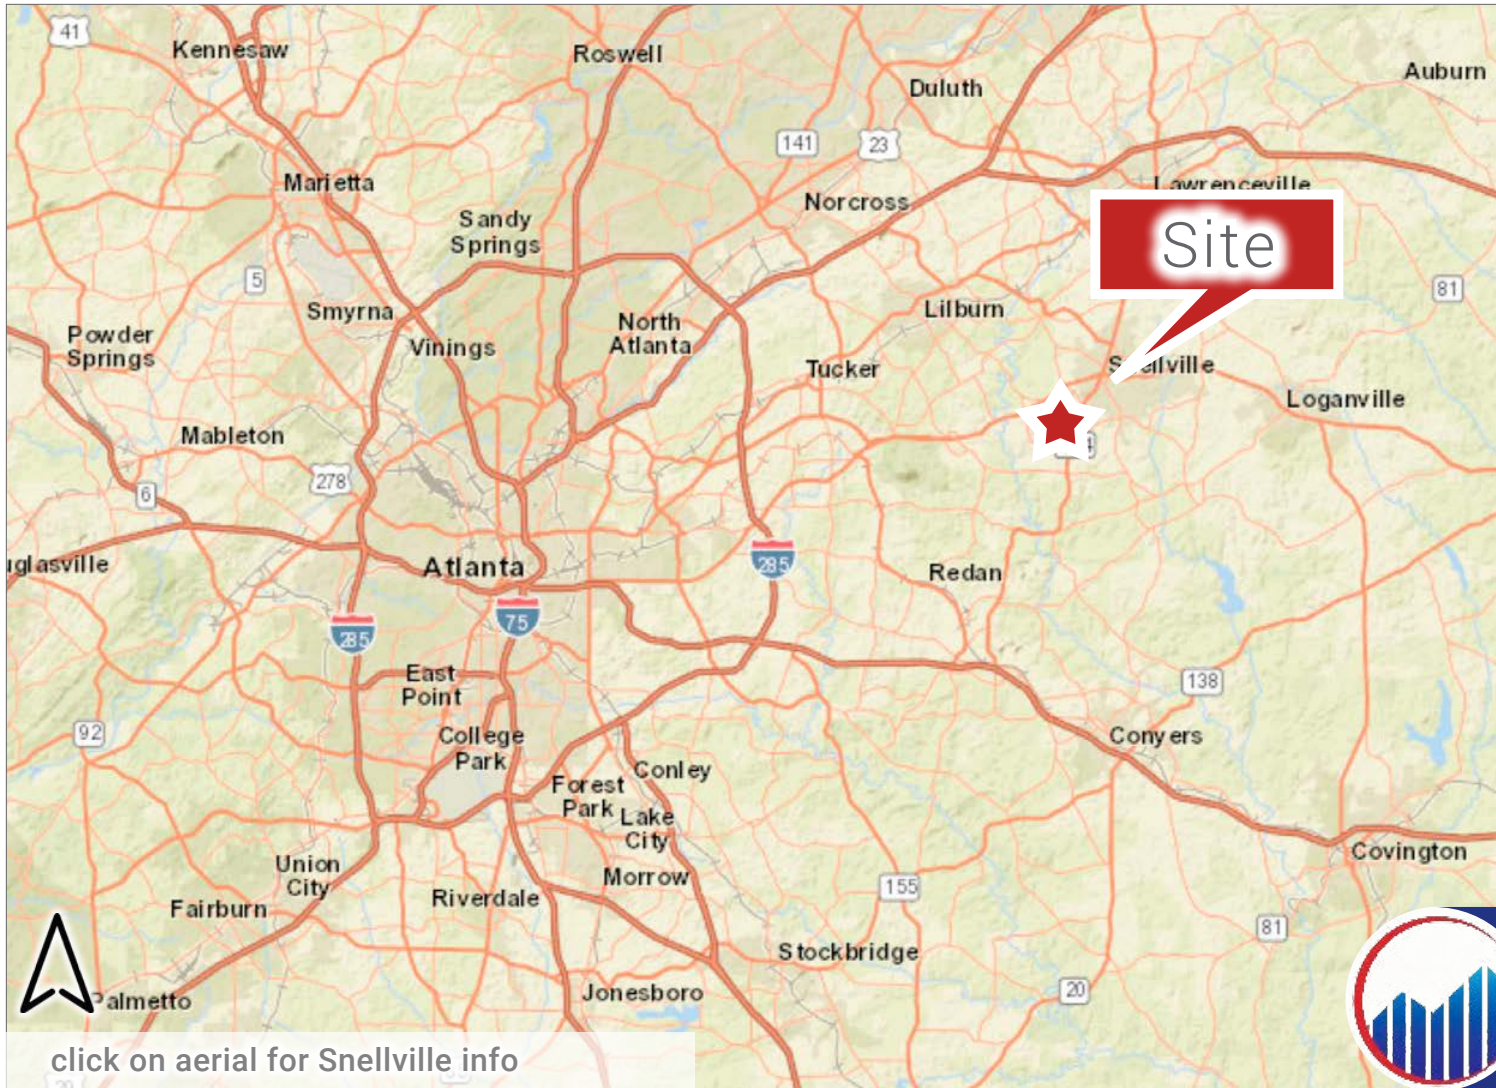 41
Kennesaw
Roswell
Duluth
Auburn
141
23
Marietta
Lawrenceville
Norcross
Sandy
Springs
Site
5
81
Smyrna
Lilburn
North
Atlanta
Powder
Springs
Vinings
Tucker
Snellville
Loganville
Mableton
278
6
Atlanta
285
uglasville
Redan
75
285
East
Point
138
92
College
Park
Conyers
Conley
Forest
Park
Lake
City
Covington
Union
City
Morrow
155
Riverdale
Fairburn
81
Stockbridge
20
Jonesboro
Palmetto
click on aerial for Snellville info